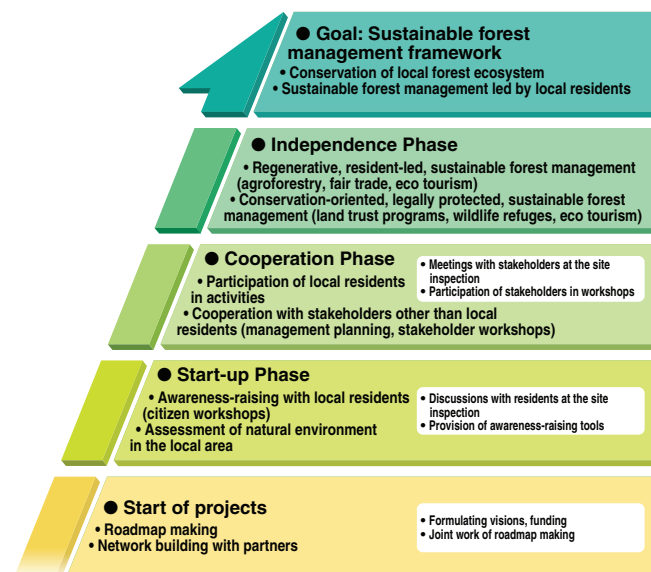 ● Goal: Sustainable forest
management framework
• Conservation of local forest ecosystem
• Sustainable forest management led by local residents
● Independence Phase
• Regenerative, resident-led, sustainable forest management
(agroforestry, fair trade, eco tourism)
• Conservation-oriented, legally protected, sustainable forest
management (land trust programs, wildlife refuges, eco tourism)
● Cooperation Phase
• Participation of local residents
in activities
• Cooperation with stakeholders other than local
residents (management planning, stakeholder workshops)
• Meetings with stakeholders at the site
inspection
• Participation of stakeholders in workshops
● Start-up Phase
• Awareness-raising with local residents
(citizen workshops)
• Assessment of natural environment
in the local area
• Discussions with residents at the site
inspection
• Provision of awareness-raising tools
● Start of projects
• Roadmap making
• Network building with partners
• Formulating visions, funding
• Joint work of roadmap making